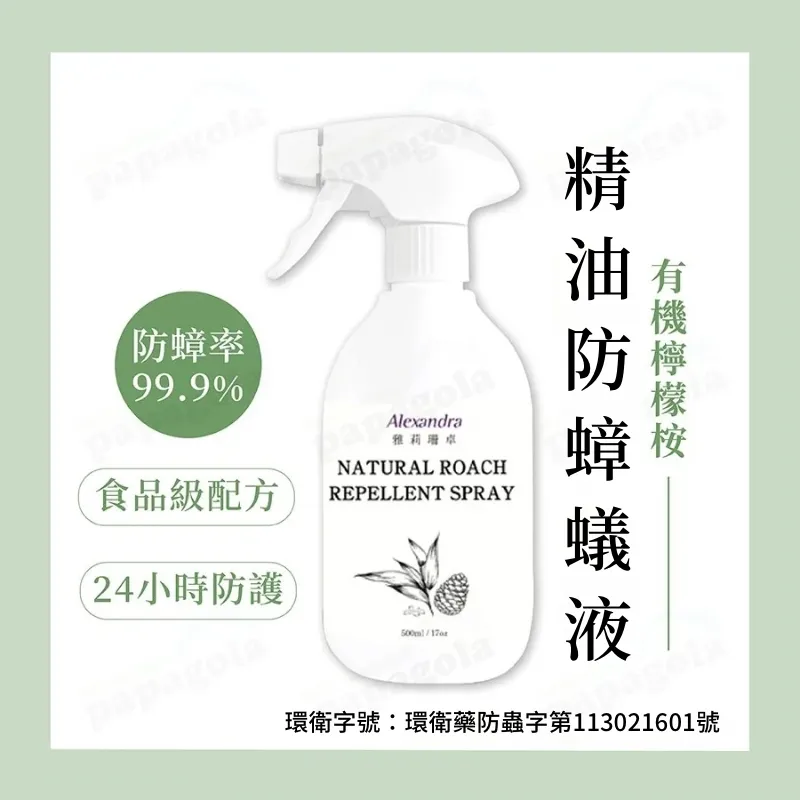 精油防蟑蟻液
有機檸檬桉
防蟑率
99.9%
食品級配方
24小時防護
Alexandra
雅莉珊卓
NATURAL ROACH
REPELLENT SPRAY
500ml / 17oz
環衛字號：環衛藥防蟲字第113021601號
papagola